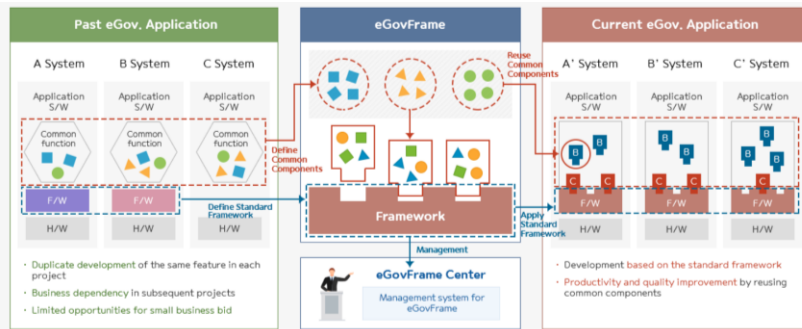 Past eGov. Application
A System
B System
C System
Application
S/W
Application
S/W
Application
S/W
Common
function
Common
function
Common
function
F/W
F/W
H/W
H/W
H/W
• Duplicate development of the same feature in each
project
• Business dependency in subsequent projects
• Limited opportunities for small business bid
Define
Common
Components
Define Standard
Framework
eGovFrame
Framework
Management
eGovFrame Center
Management system for
eGovFrame
Reuse
Common
Components
Apply
Standard
Framework
Current eGov. Application
A' System
B' System
C' System
Application
S/W
Application
S/W
Application
S/W
B
B
B
B
B
B
B
B
C
C
C
C
C
C
F/W
F/W
F/W
H/W
H/W
H/W
• Development based on the standard framework
• Productivity and quality improvement by reusing
common components